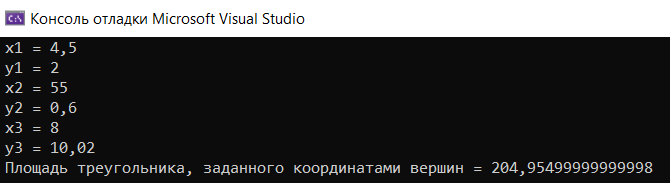 Консоль отладки Microsoft Visual Studio
x1 = 4,5
y1 = 2
x2 = 55
y2 = 0,6
x3 = 8
y3 = 10,02
Площадь треугольника, заданного координатами вершин = 204,95499999999998